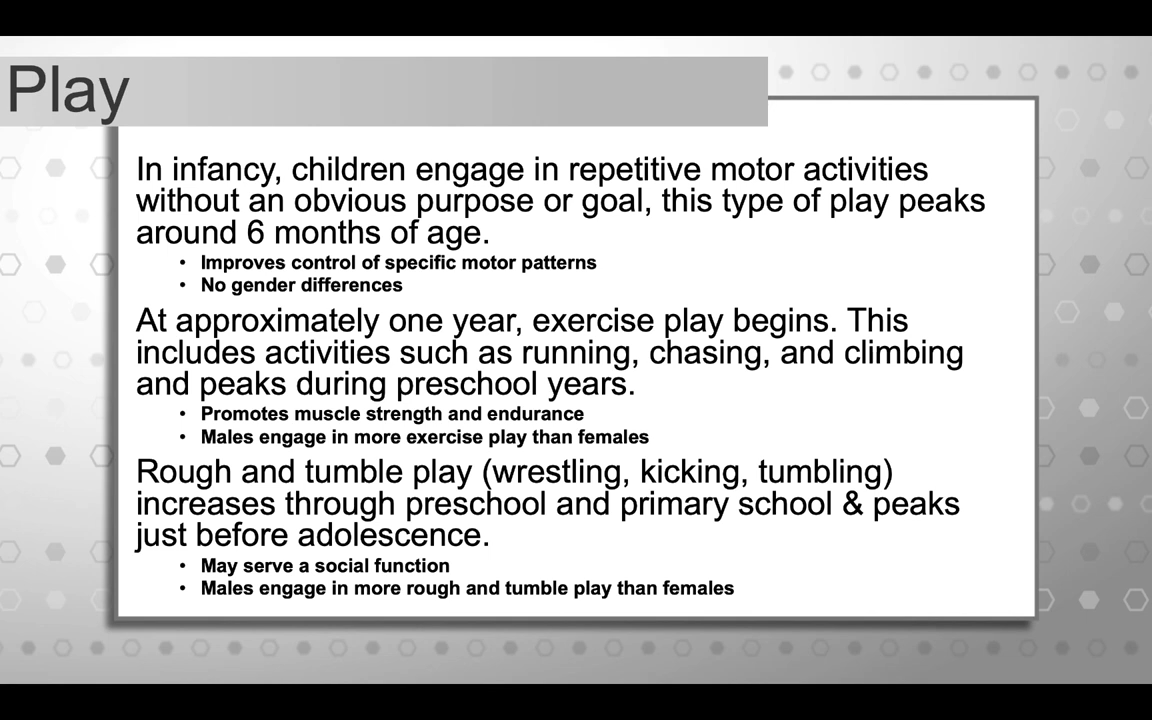 Play
In infancy, children engage in repetitive motor activities
without an obvious purpose or goal, this type of play peaks
around 6 months of age.
• Improves control of specific motor patterns
• No gender differences
At approximately one year, exercise play begins. This
includes activities such as running, chasing, and climbing
and peaks during preschool years.
• Promotes muscle strength and endurance
• Males engage in more exercise play than females
Rough and tumble play (wrestling, kicking, tumbling)
increases through preschool and primary school & peaks
just before adolescence.
• May serve a social function
• Males engage in more rough and tumble play than females